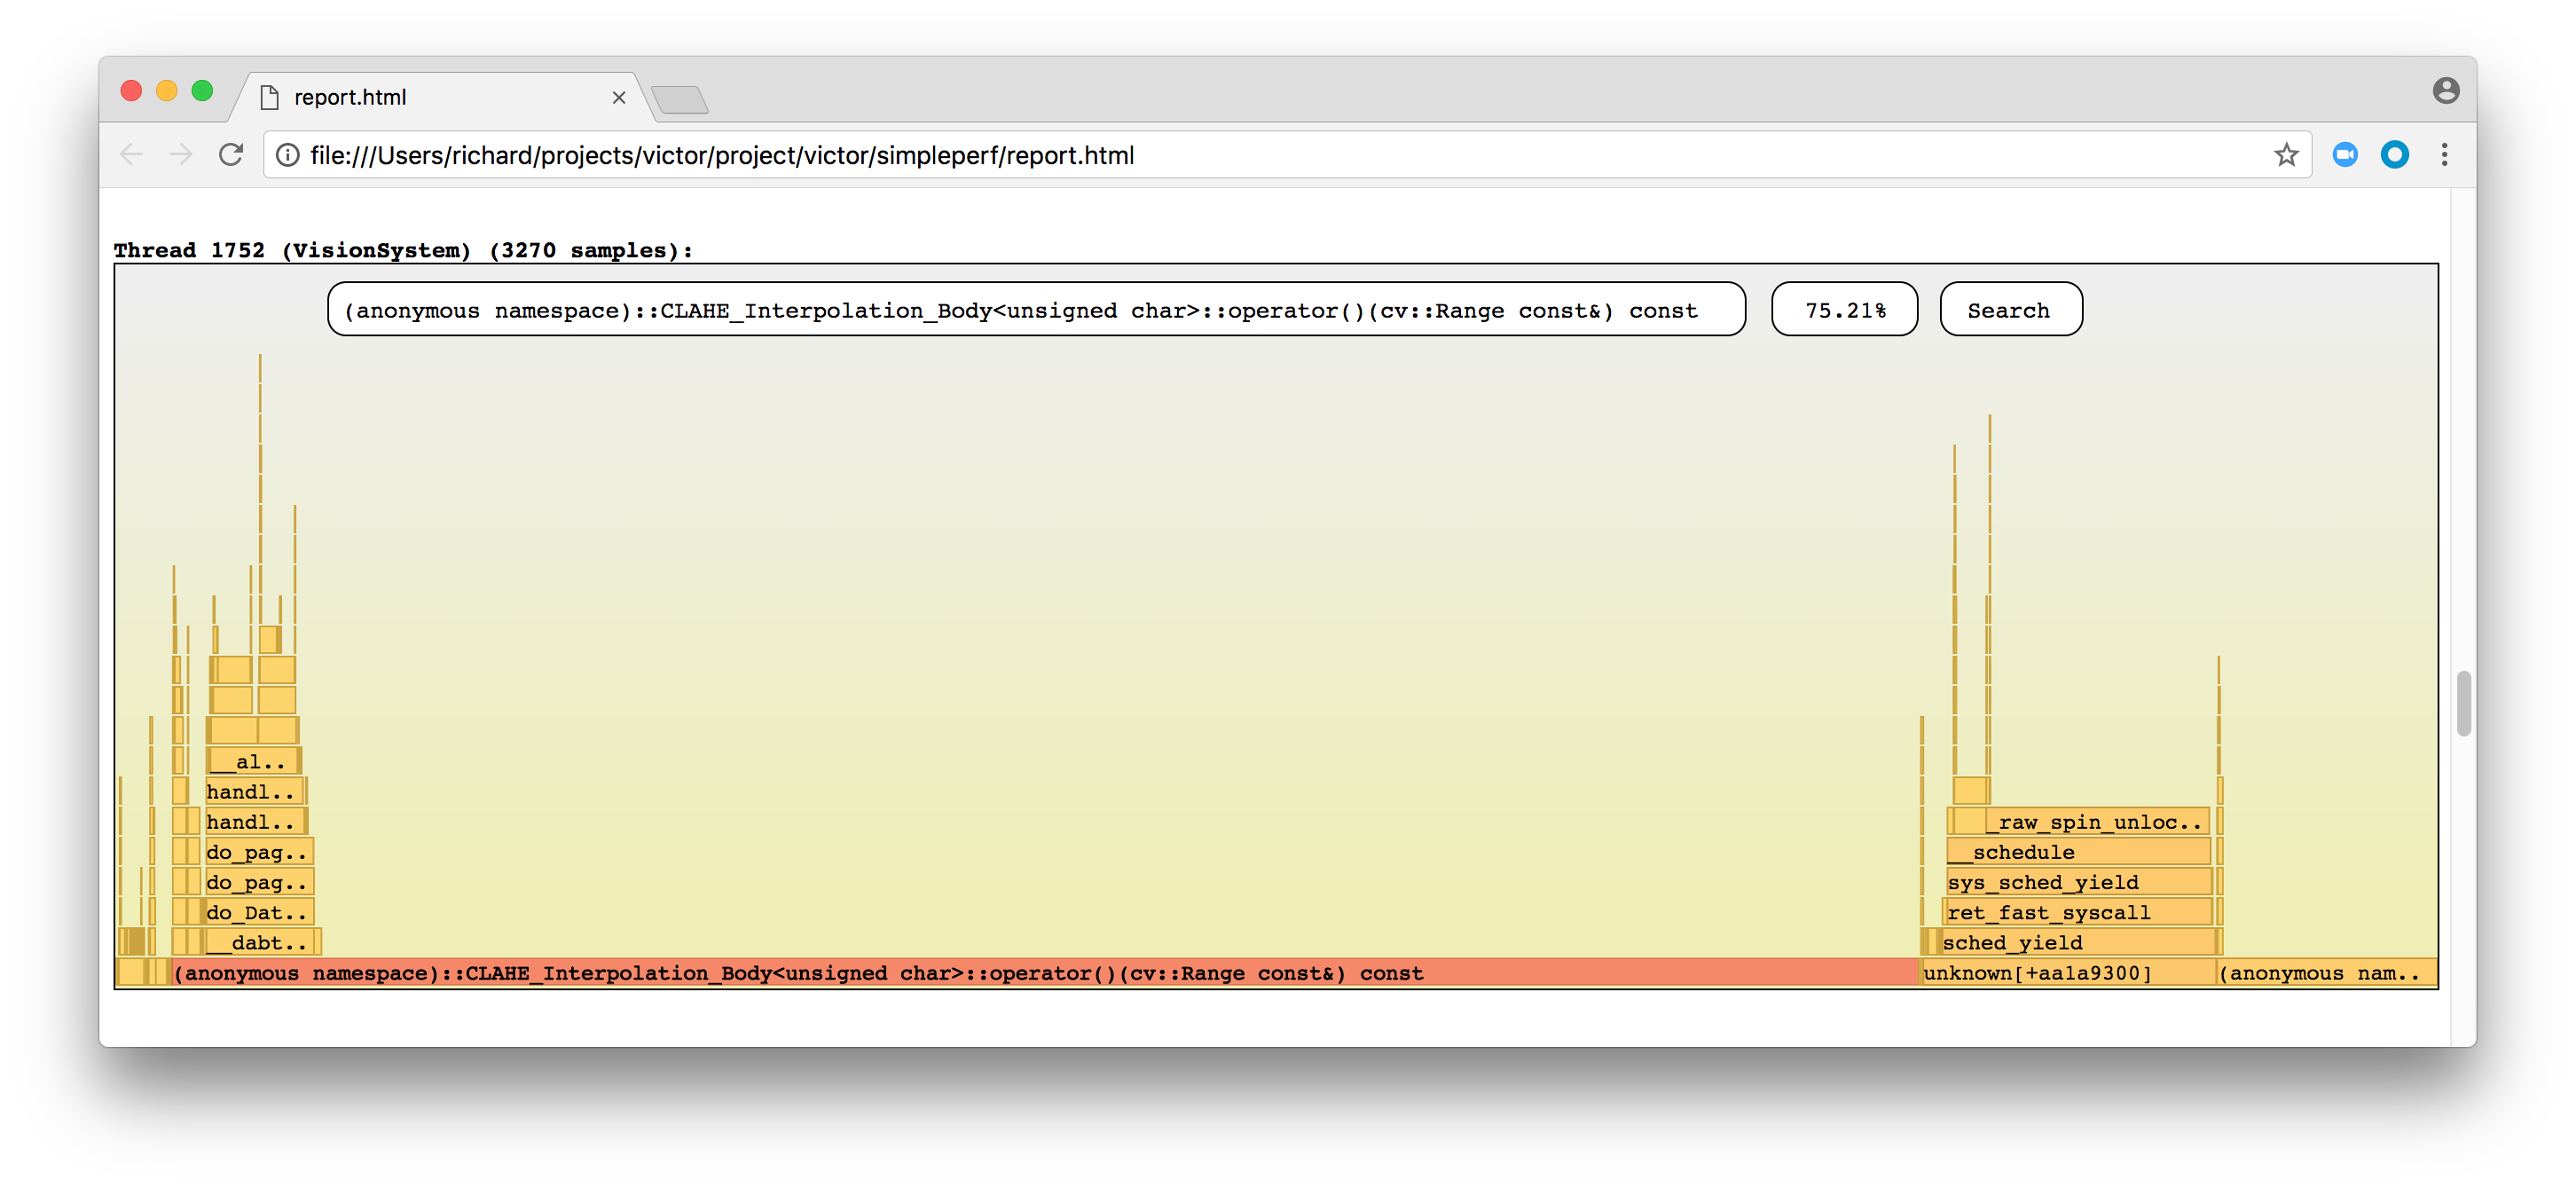 report.html
file:///Users/richard/projects/victor/project/victor/simpleperf/report.html
Thread 1752 (VisionSystem) (3270 samples):
(anonymous namespace)::CLAHE_Interpolation_Body<unsigned char>::operator()(cv::Range const&) const
75.21%
Search
__al..
handl..
handl..
_raw_spin_unloc..
do_pag..
__schedule
do_pag..
sys_sched_yield
do_Dat..
ret_fast_syscall
__dabt..
sched_yield
(anonymous namespace)::CLAHE_Interpolation_Body<unsigned char>::operator()(cv::Range const&) const
unknown[+aa1a9300]
(anonymous nam..